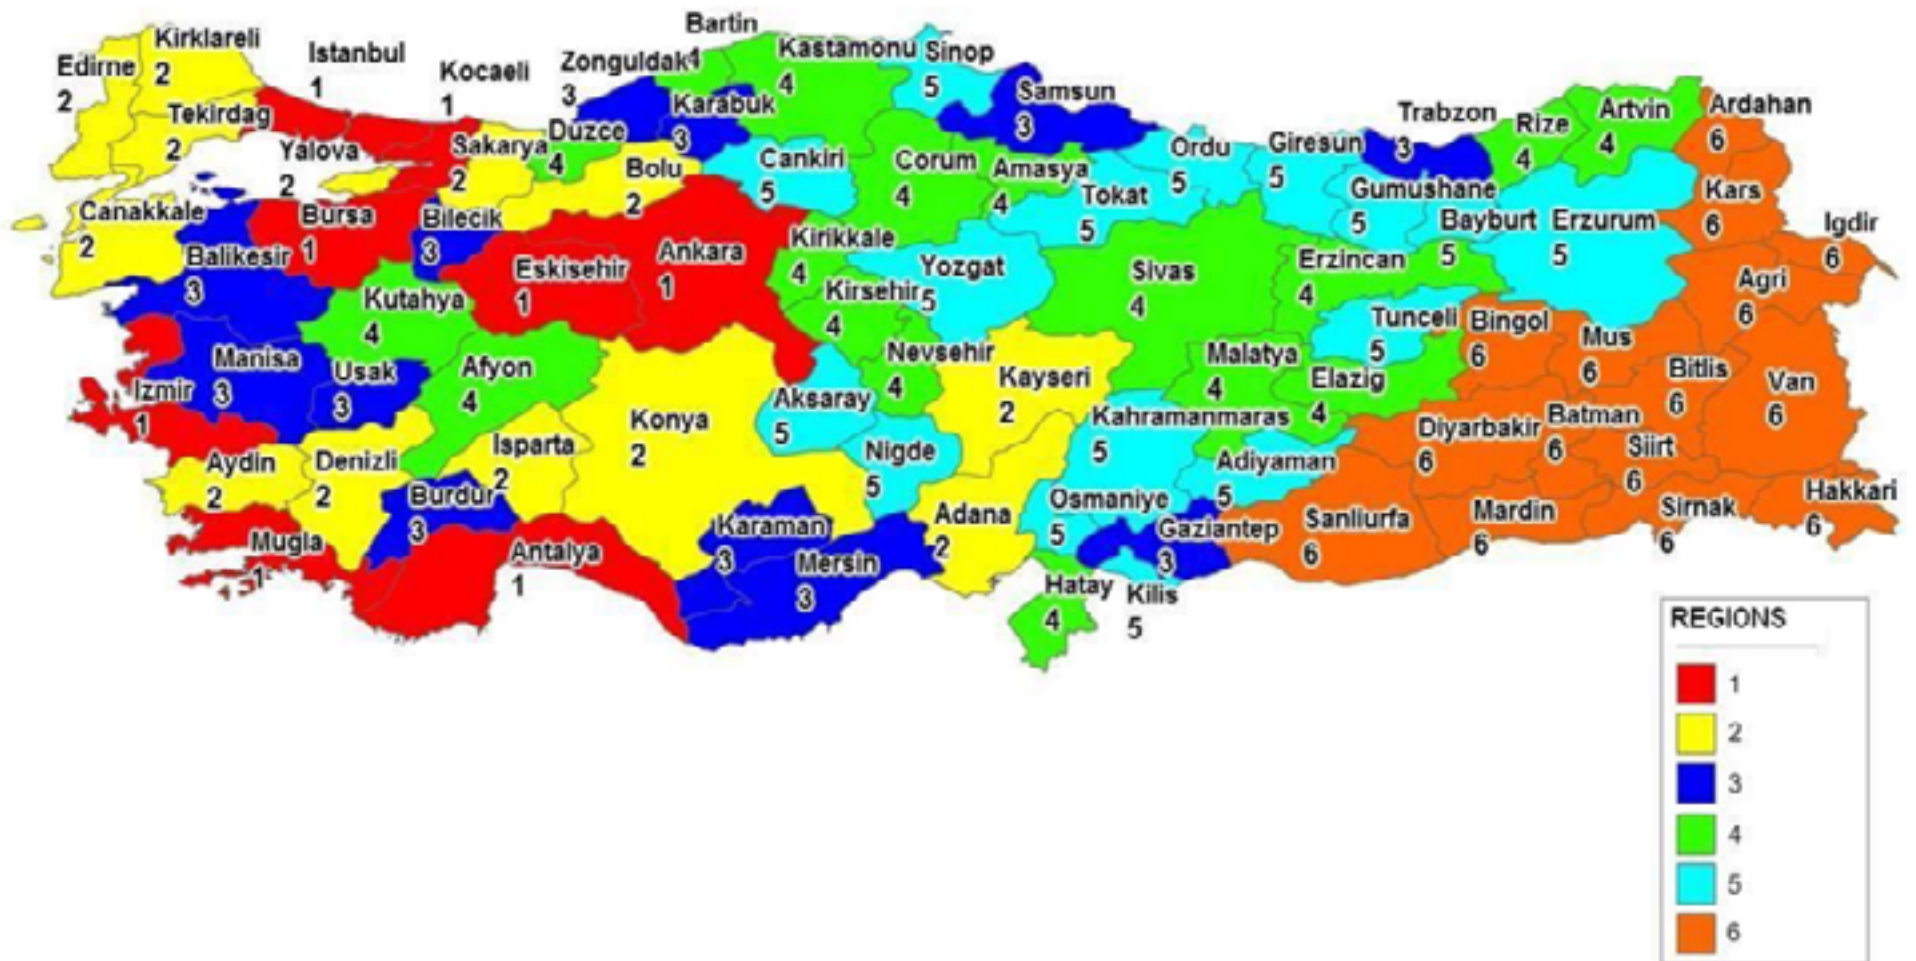 Bartin
Kirklareli
2
Istanbul
1
Zonguldak
4
3
Kastamonu
4
Sinop
5
Edirne
2
Kocaeli
1
Samsun
3
Karabuk
3
Trabzon
3
Rize
4
Artvin
4
Ardahan
6
Tekirdag
2
Yalova
2
Sakarya
2
Duzce
4
Bolu
2
Cankiri
5
Corum
4
Amasya
4
Tokat
5
Ordu
5
Giresun
5
Gumushane
5
Bayburt
5
Erzurum
5
Kars
6
Igdir
6
Canakkale
2
Bursa
1
Bilecik
3
Balikesir
3
Eskisehir
1
Ankara
1
Kirikkale
4
Yozgat
5
Sivas
4
Erzincan
4
Agri
6
Kutahya
4
Kirsehir
4
Tunceli
5
Bingol
6
Mus
6
Manisa
3
Usak
3
Afyon
4
Nevsehir
4
Kayseri
2
Malatya
4
Elazig
4
Bitlis
6
Van
6
Izmir
1
Konya
2
Aksaray
5
Kahramanmaras
5
Diyarbakir
6
Batman
6
Siirt
6
Aydin
2
Denizli
2
Isparta
2
Nigde
5
Adiyaman
5
Burdur
3
Karaman
3
Adana
2
Osmaniye
5
Gaziantep
3
Sanliurfa
6
Mardin
6
Sirnak
6
Hakkari
6
Mugla
1
Antalya
1
Mersin
3
Hatay
4
Kilis
5
REGIONS
1
2
3
4
5
6